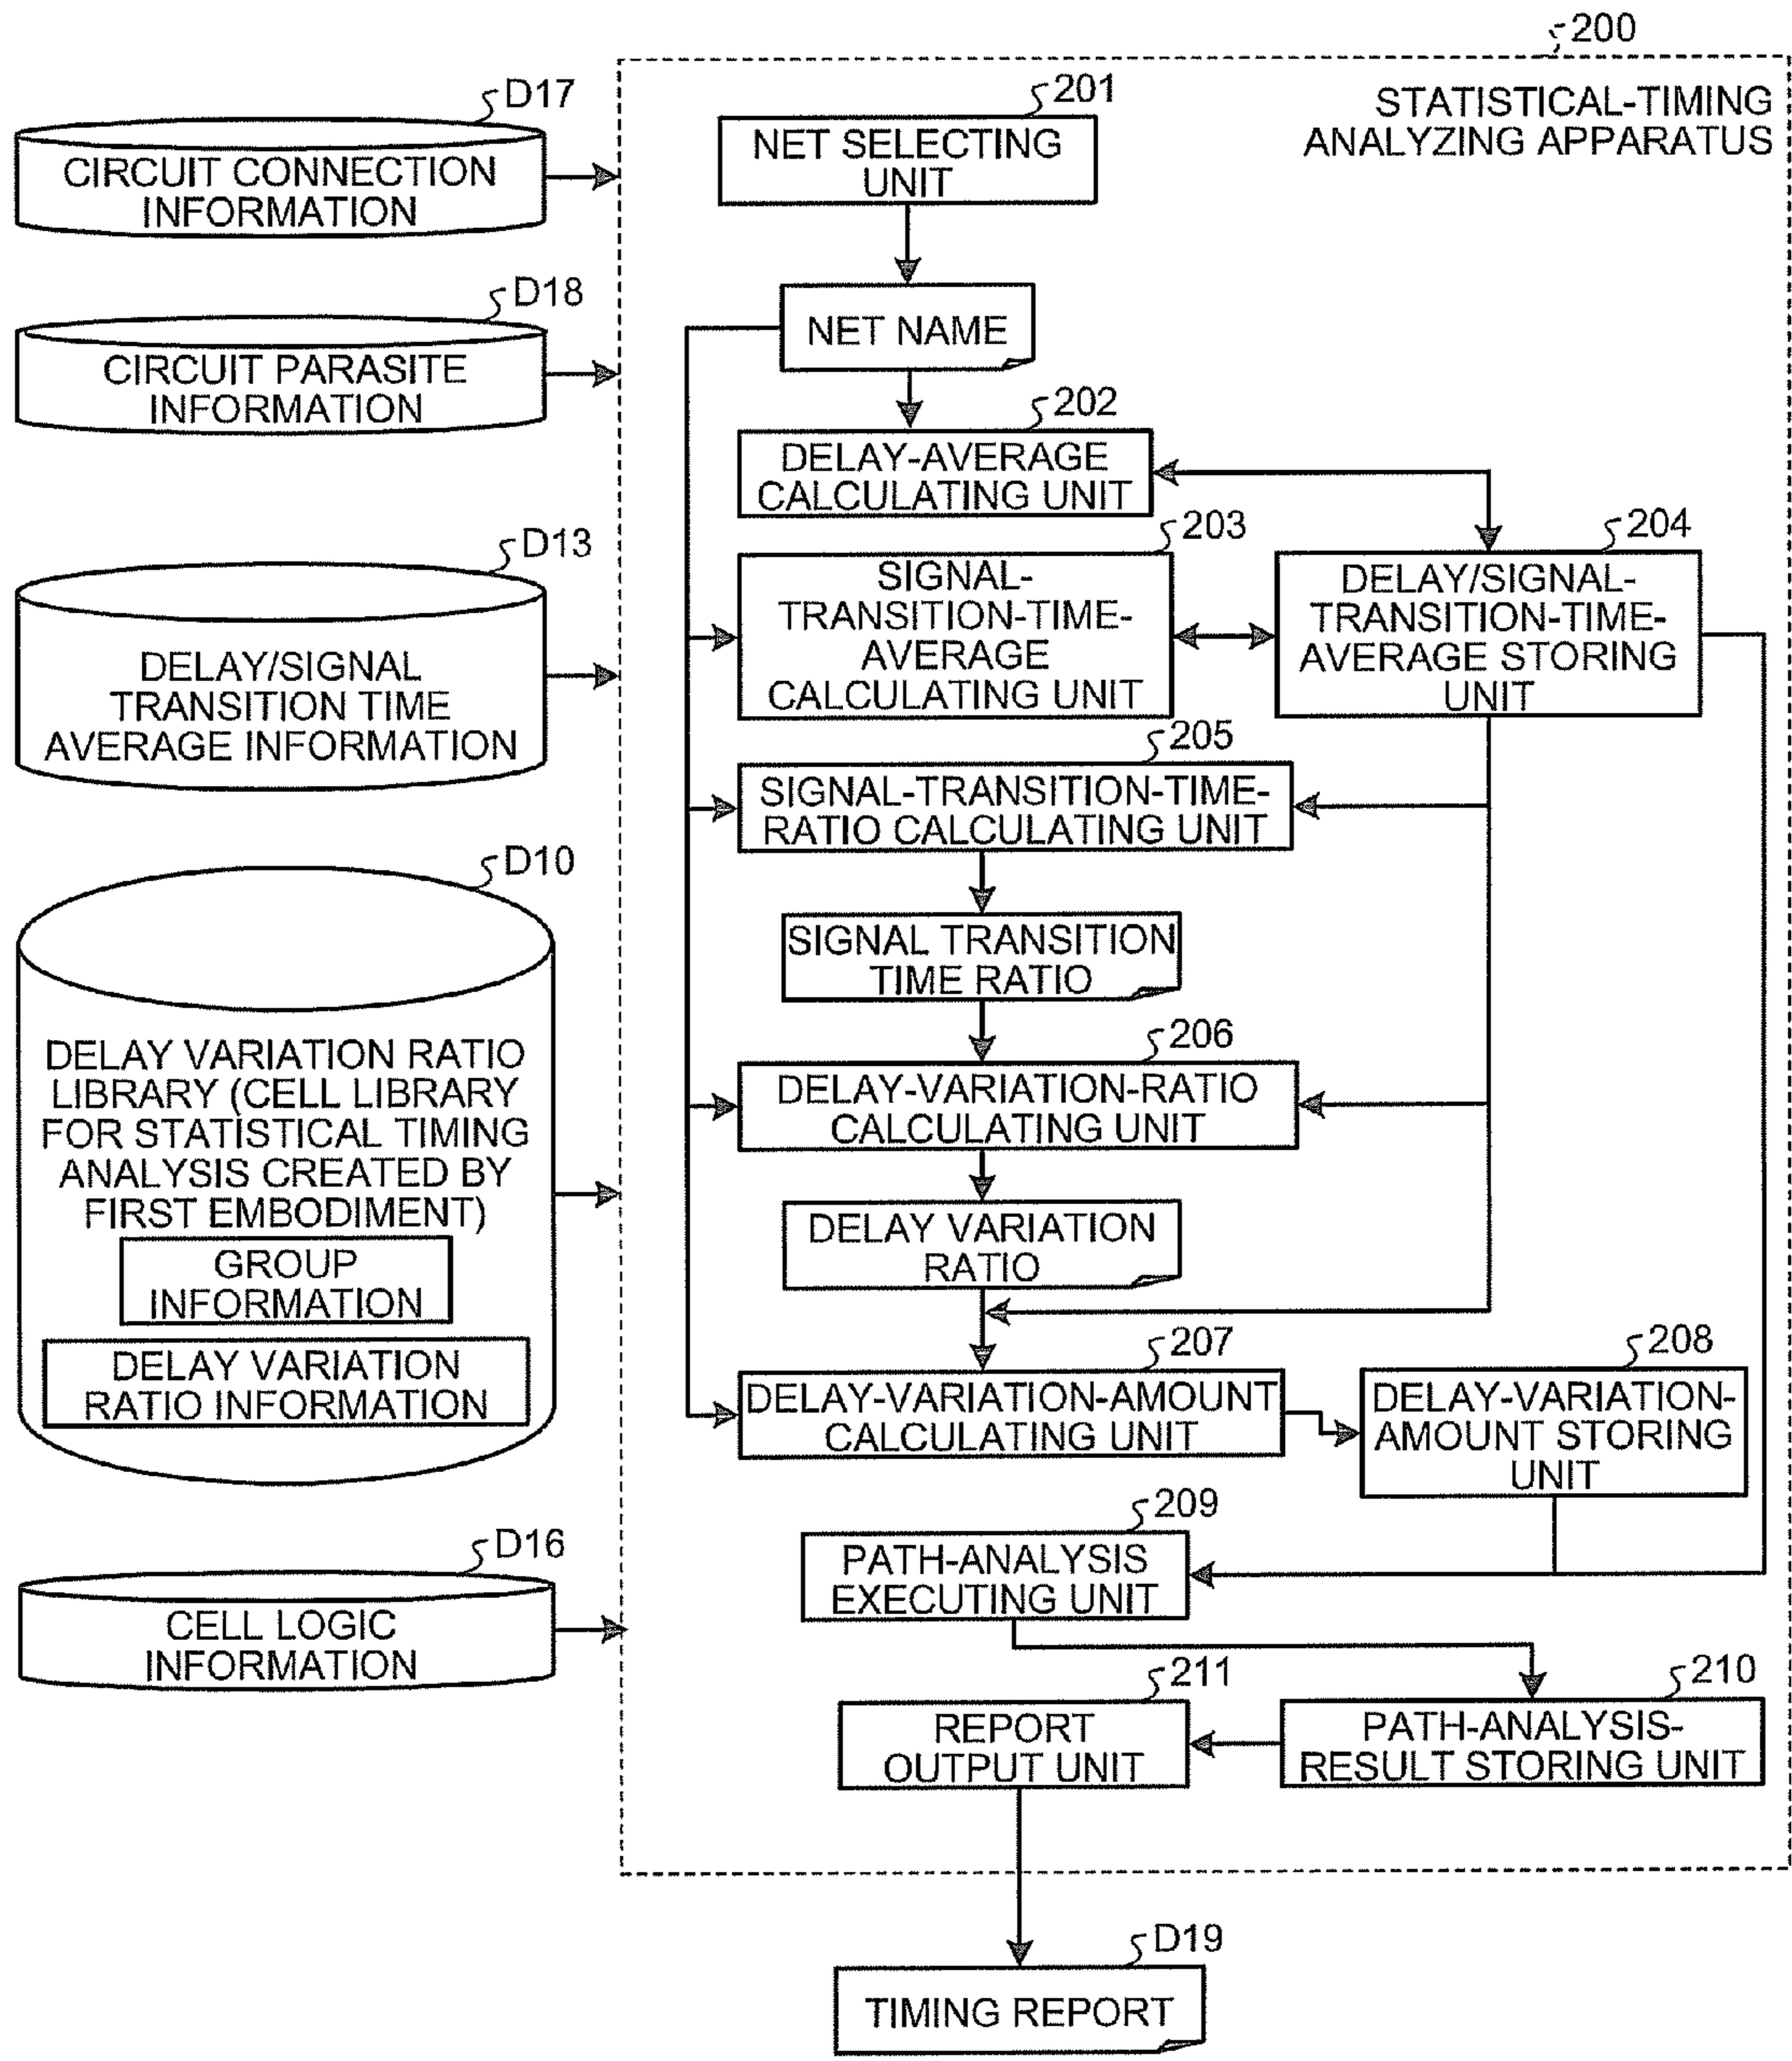 200
STATISTICAL-TIMING
ANALYZING APPARATUS
D17
CIRCUIT CONNECTION
INFORMATION
D18
CIRCUIT PARASITE
INFORMATION
D13
DELAY/SIGNAL
TRANSITION TIME
AVERAGE INFORMATION
D10
DELAY VARIATION RATIO
LIBRARY (CELL LIBRARY
FOR STATISTICAL TIMING
ANALYSIS CREATED BY
FIRST EMBODIMENT)
GROUP
INFORMATION
DELAY VARIATION
RATIO INFORMATION
D16
CELL LOGIC
INFORMATION
201
NET SELECTING
UNIT
NET NAME
202
DELAY-AVERAGE
CALCULATING UNIT
203
SIGNAL-
TRANSITION-TIME-
AVERAGE
CALCULATING UNIT
204
DELAY/SIGNAL-
TRANSITION-TIME-
AVERAGE STORING
UNIT
205
SIGNAL-TRANSITION-TIME-
RATIO CALCULATING UNIT
SIGNAL TRANSITION
TIME RATIO
206
DELAY-VARIATION-RATIO
CALCULATING UNIT
DELAY VARIATION
RATIO
207
DELAY-VARIATION-AMOUNT
CALCULATING UNIT
208
DELAY-VARIATION-
AMOUNT STORING
UNIT
209
PATH-ANALYSIS
EXECUTING UNIT
210
PATH-ANALYSIS-
RESULT STORING UNIT
211
REPORT
OUTPUT UNIT
D19
TIMING REPORT